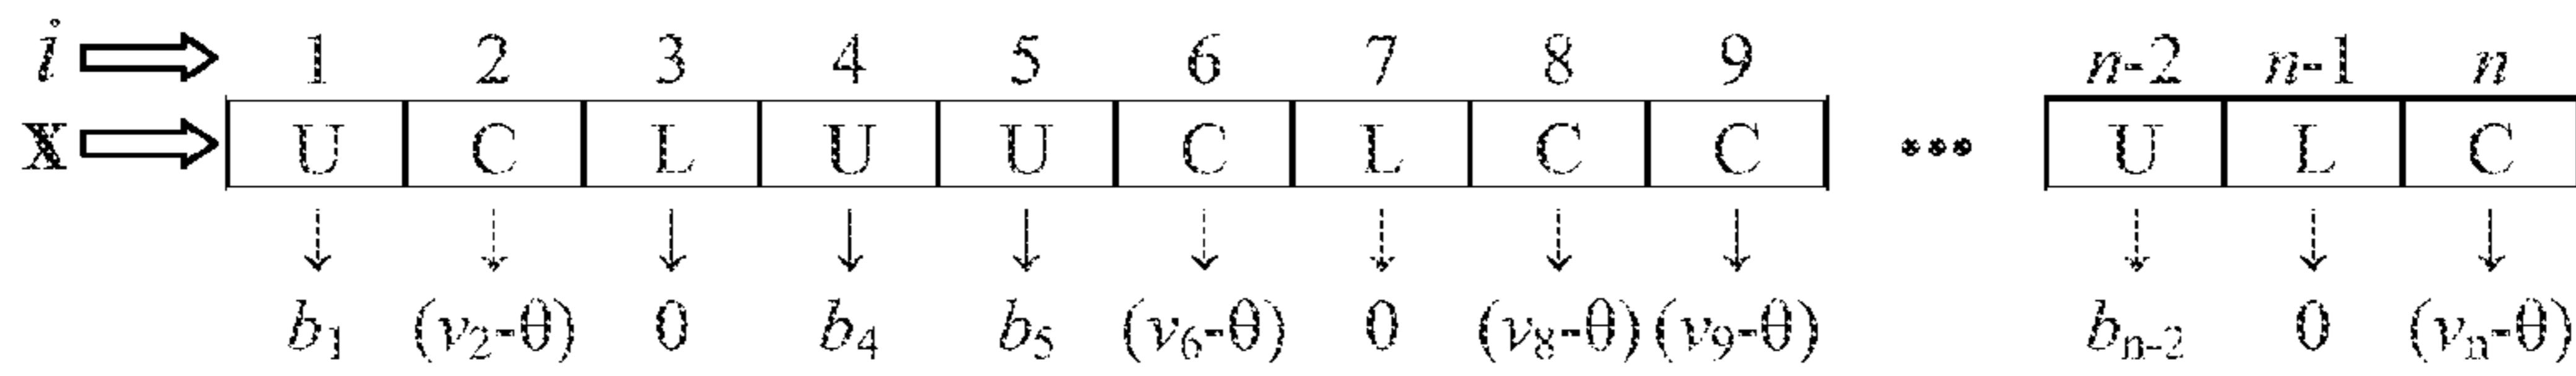 i ⇒ 1 2 3 4 5 6 7 8 9 n-2 n-1 n
x ⇒ U C L U U C L C C ••• U L C
↓ ↓ ↓ ↓ ↓ ↓ ↓ ↓ ↓ ↓ ↓ ↓
b₁ (v₂-θ) 0 b₄ b₅ (v₆-θ) 0 (v₈-θ) (v₉-θ) bₙ₋₂ 0 (vₙ-θ)